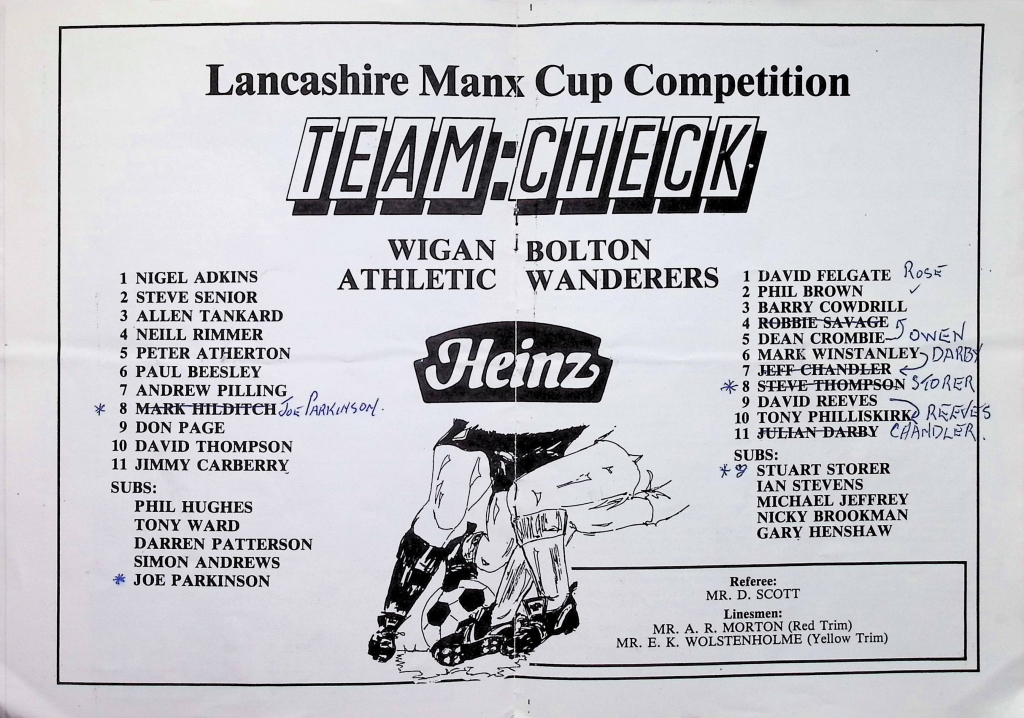 Lancashire Manx Cup Competition
TEAM:CHECK
WIGAN ATHLETIC
BOLTON WANDERERS
1 NIGEL ADKINS
2 STEVE SENIOR
3 ALLEN TANKARD
4 NEILL RIMMER
5 PETER ATHERTON
6 PAUL BEESLEY
7 ANDREW PILLING
* 8 MARK HILDITCH JOE PARKINSON.
9 DON PAGE
10 DAVID THOMPSON
11 JIMMY CARBERRY
SUBS:
PHIL HUGHES
TONY WARD
DARREN PATTERSON
SIMON ANDREWS
* JOE PARKINSON
Heinz
1 DAVID FELGATE ROSE
2 PHIL BROWN ✓
3 BARRY COWDRILL
4 ROBBIE SAVAGE
5 DEAN CROMBIE OWEN
6 MARK WINSTANLEY DARBY
7 JEFF CHANDLER
* 8 STEVE THOMPSON STORER
9 DAVID REEVES
10 TONY PHILLISKIRK REEVES
11 JULIAN DARBY CHANDLER.
SUBS:
* 8 STUART STORER
IAN STEVENS
MICHAEL JEFFREY
NICKY BROOKMAN
GARY HENSHAW
Referee:
MR. D. SCOTT
Linesmen:
MR. A. R. MORTON (Red Trim)
MR. E. K. WOLSTENHOLME (Yellow Trim)